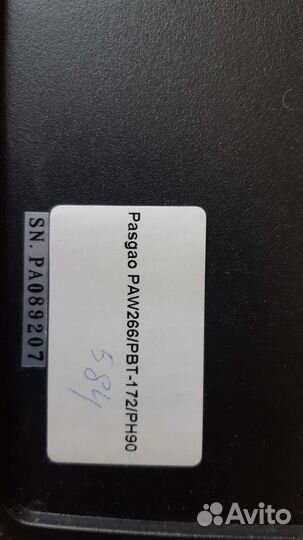 Pasgao PAW266/PBT-172/PH90
584
SN. PA089207
Avito